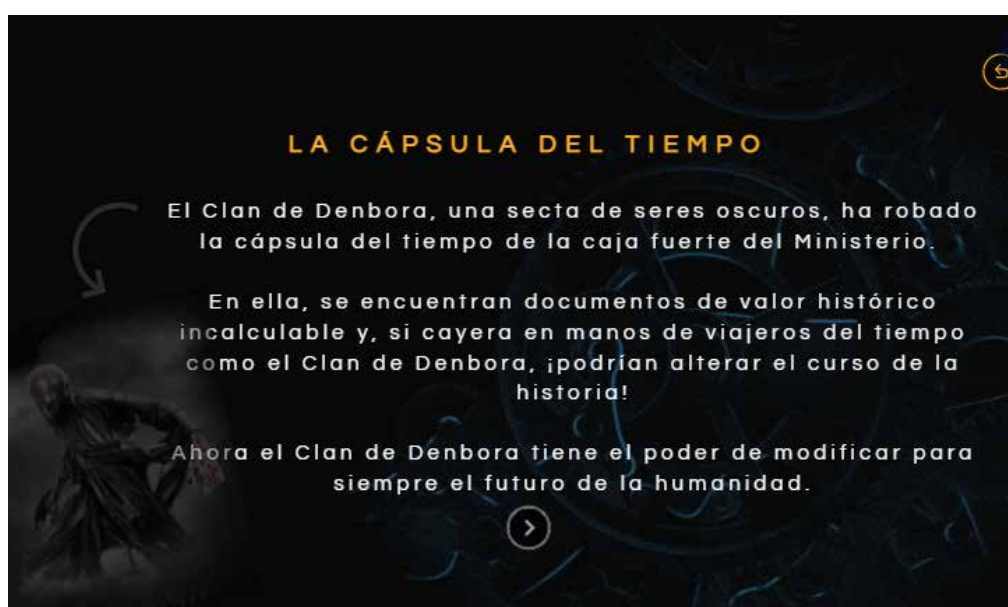 LA CÁPSULA DEL TIEMPO
El Clan de Denbora, una secta de seres oscuros, ha robado
la cápsula del tiempo de la caja fuerte del Ministerio.
En ella, se encuentran documentos de valor histórico
incalculable y, si cayera en manos de viajeros del tiempo
como el Clan de Denbora, ¡podrían alterar el curso de la
historia!
Ahora el Clan de Denbora tiene el poder de modificar para
siempre el futuro de la humanidad.